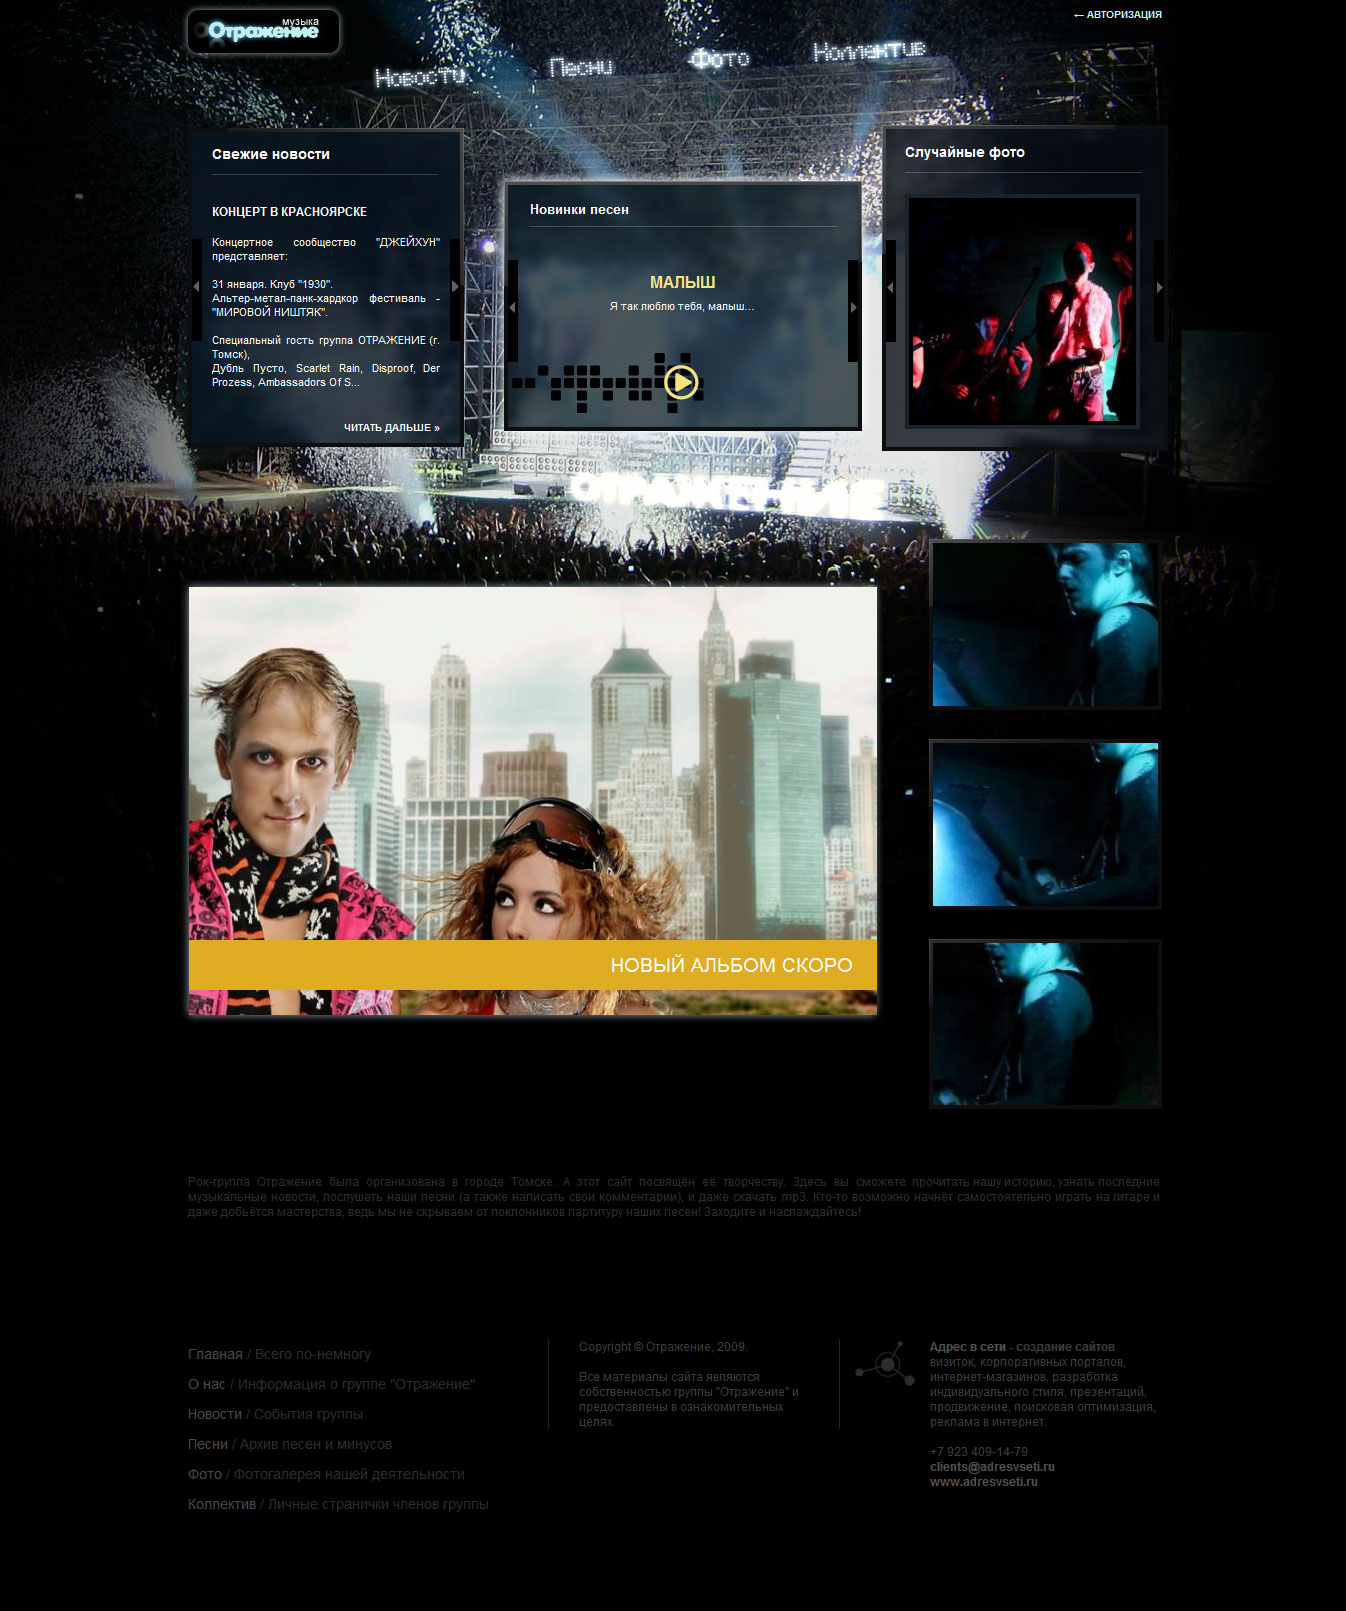 музыка
Отражение
← АВТОРИЗАЦИЯ
Новости
Песни
Фото
Коллектив
Свежие новости
КОНЦЕРТ В КРАСНОЯРСКЕ
Концертное сообщество "ДЖЕЙХУН"
представляет:
31 января. Клуб "1930".
Альтер-метал-панк-хардкор фестиваль -
"МИРОВОЙ НИШТЯК".
Специальный гость группа ОТРАЖЕНИЕ (г.
Томск),
Дубль Пусто, Scarlet Rain, Disproof, Der
Prozess, Ambassadors Of S...
ЧИТАТЬ ДАЛЬШЕ »
Новинки песен
МАЛЫШ
Я так люблю тебя, малыш...
Случайные фото
ОТРАЖЕНИЕ
НОВЫЙ АЛЬБОМ СКОРО
Рок-группа Отражение была организована в городе Томске. А этот сайт посвящён её творчеству. Здесь вы сможете прочитать нашу историю, узнать последние
музыкальные новости, послушать наши песни (а также написать свои комментарии), и даже скачать mp3. Кто-то возможно начнёт самостоятельно играть на гитаре и
даже добьётся мастерства, ведь мы не скрываем от поклонников партитуру наших песен! Заходите и наслаждайтесь!
Главная / Всего по-немногу
О нас / Информация о группе "Отражение"
Новости / События группы
Песни / Архив песен и минусов
Фото / Фотогалерея нашей деятельности
Коллектив / Личные странички членов группы
Copyright © Отражение, 2009.
Все материалы сайта являются
собственностью группы "Отражение" и
предоставлены в ознакомительных
целях.
Адрес в сети - создание сайтов
визиток, корпоративных порталов,
интернет-магазинов, разработка
индивидуального стиля, презентаций,
продвижение, поисковая оптимизация,
реклама в интернет.
+7 923 409-14-79
clients@adresvseti.ru
www.adresvseti.ru